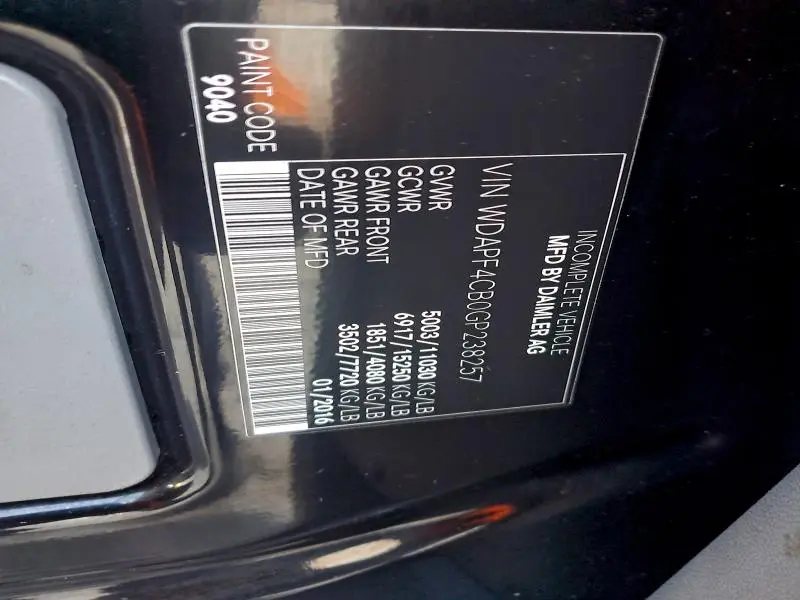 INCOMPLETE VEHICLE
MFD BY DAIMLER AG
VIN WDAPF4CB0GP238257
GVWR 5003/11030 KG/LB
GCWR 6917/15250 KG/LB
GAWR FRONT 1851/4080 KG/LB
GAWR REAR 3502/7720 KG/LB
DATE OF MFD 01/2016
PAINT CODE
9040